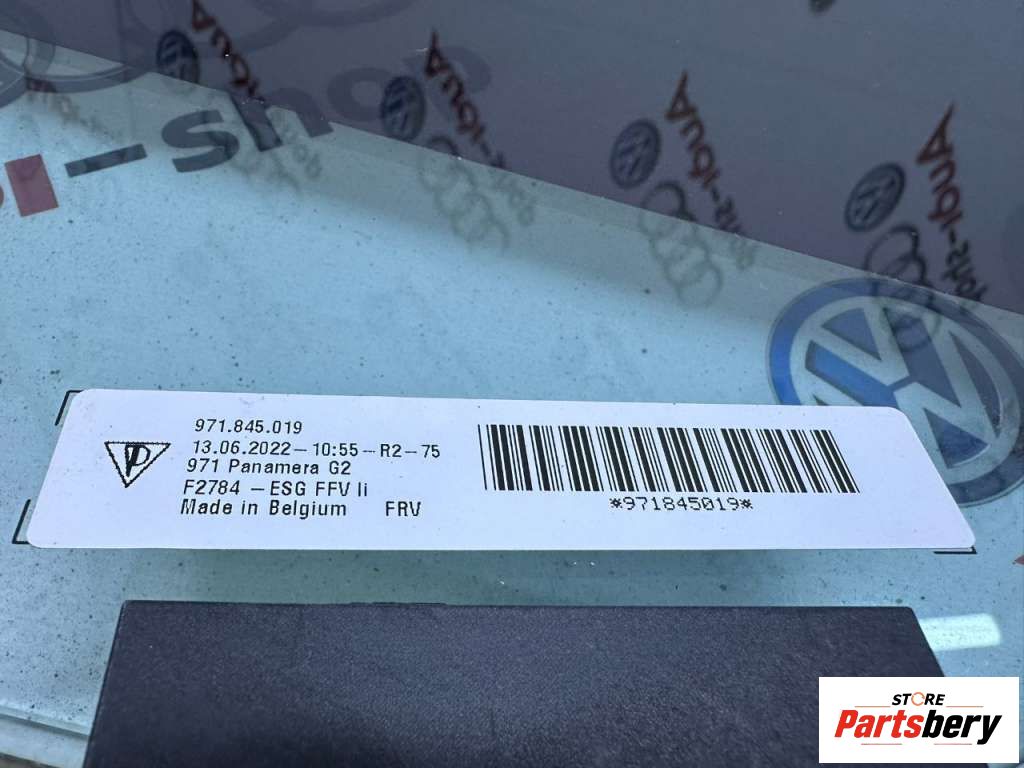 i-shop
971.845.019
13.06.2022-10:55-R2-75
971 Panamera G2
F2784 -ESG FFV li
Made in Belgium FRV
*971845019*
STORE
Partsbery